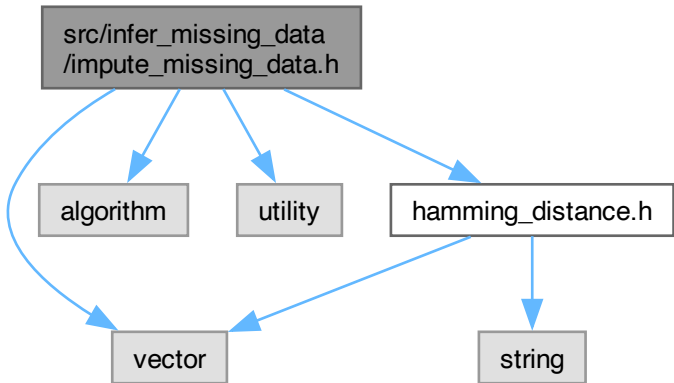 src/infer_missing_data
/impute_missing_data.h
algorithm
utility
hamming_distance.h
vector
string